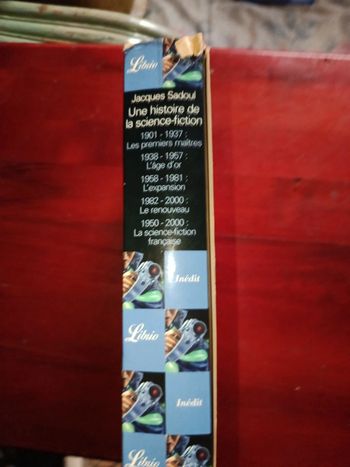 Librio
Jacques Sadoul
Une histoire de
la science-fiction
1901 - 1937 :
Les premiers maîtres
1938 - 1957 :
L'âge d'or
1958 - 1981 :
L'expansion
1982 - 2000 :
Le renouveau
1950 - 2000 :
La science-fiction
française
Inédit
Librio
Inédit
Librio